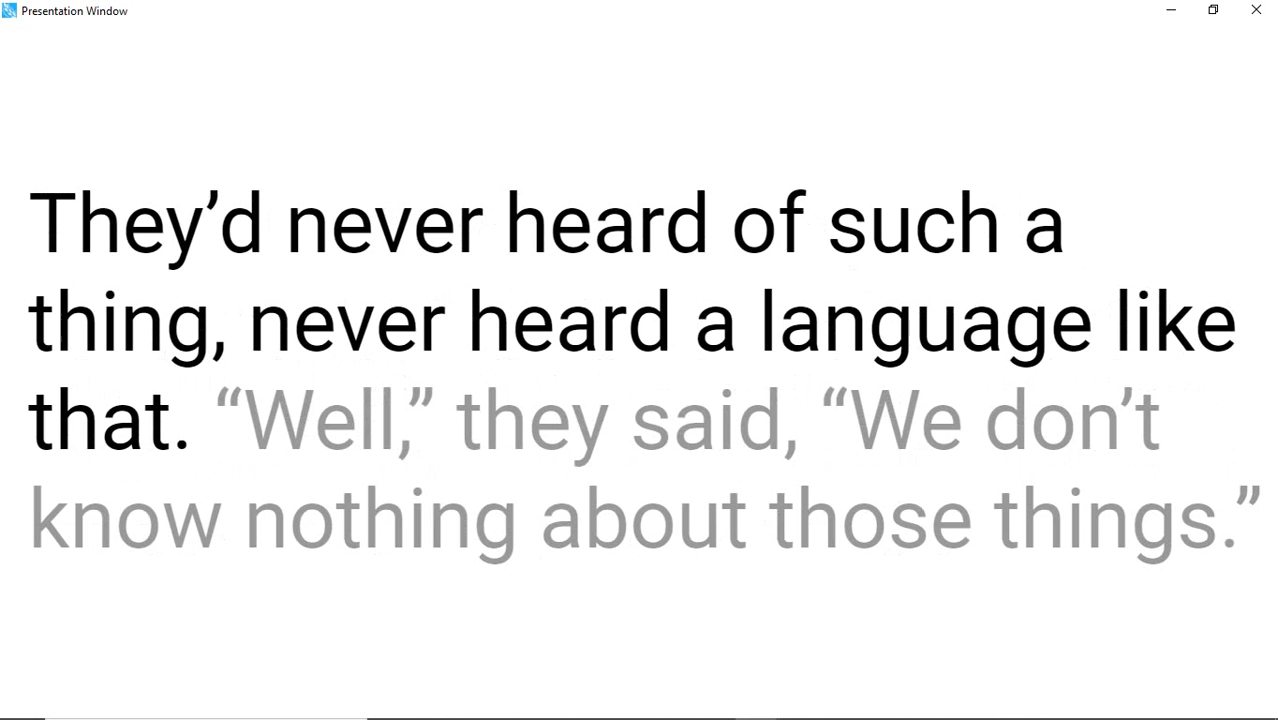 Presentation Window
They’d never heard of such a
thing, never heard a language like
that. “Well,” they said, “We don’t
know nothing about those things.”